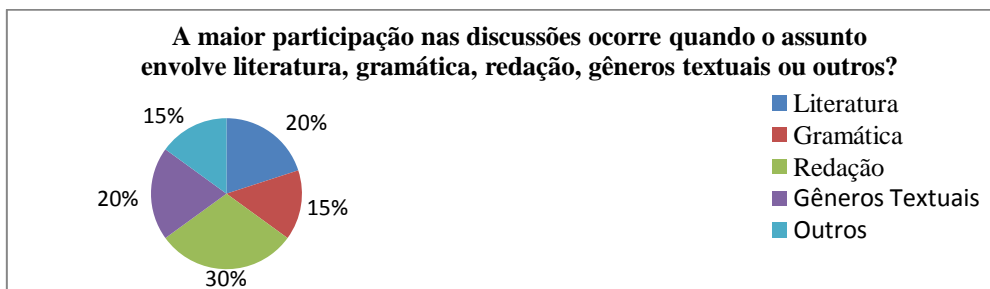 A maior participação nas discussões ocorre quando o assunto
envolve literatura, gramática, redação, gêneros textuais ou outros?
15%
20%
20%
15%
30%
Literatura
Gramática
Redação
Gêneros Textuais
Outros